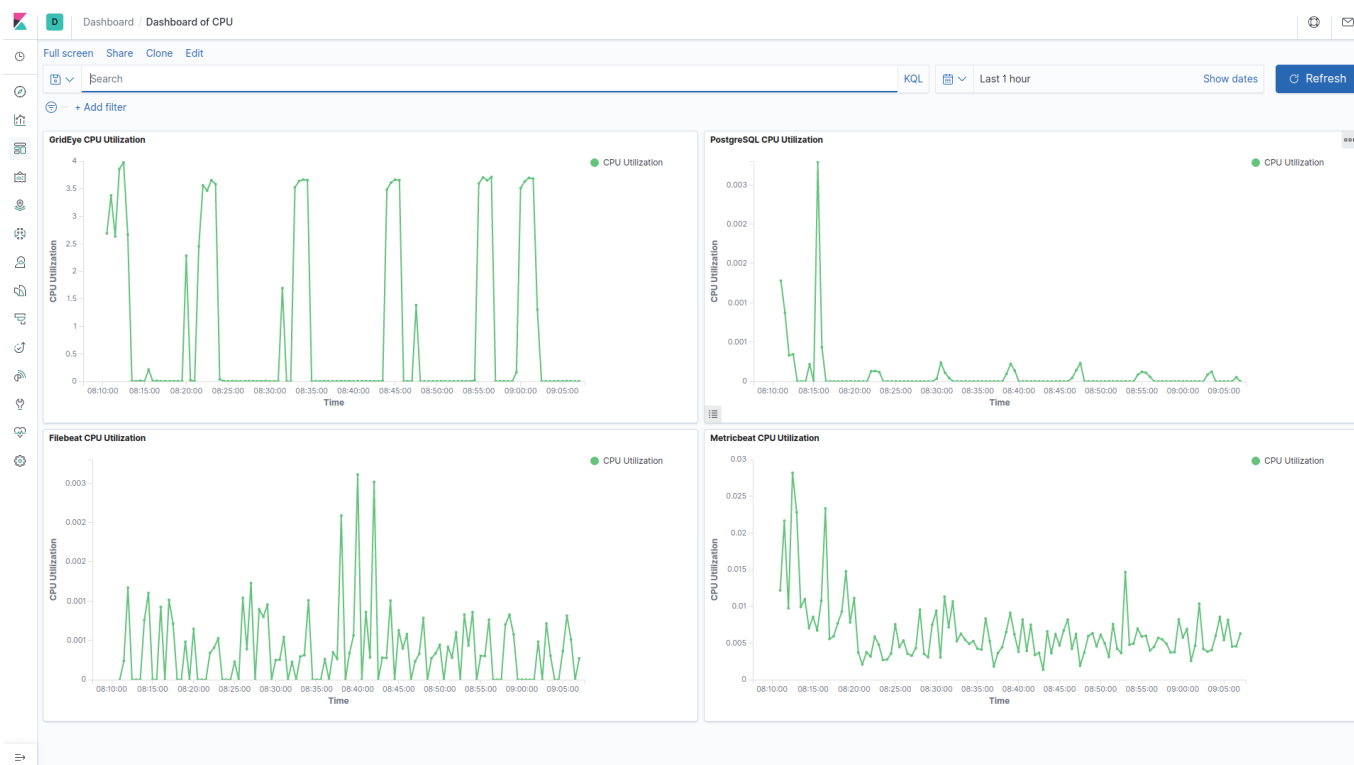 D Dashboard / Dashboard of CPU
Full screen Share Clone Edit
Search KQL Last 1 hour Show dates Refresh
+ Add filter
GridEye CPU Utilization
CPU Utilization
4
3.5
3
2.5
2
1.5
1
0.5
0
CPU Utilization
08:10:00 08:15:00 08:20:00 08:25:00 08:30:00 08:35:00 08:40:00 08:45:00 08:50:00 08:55:00 09:00:00 09:05:00
Time
PostgreSQL CPU Utilization
CPU Utilization
0.003
0.002
0.002
0.001
0.001
0
CPU Utilization
08:10:00 08:15:00 08:20:00 08:25:00 08:30:00 08:35:00 08:40:00 08:45:00 08:50:00 08:55:00 09:00:00 09:05:00
Time
Filebeat CPU Utilization
CPU Utilization
0.003
0.002
0.002
0.001
0.001
0
CPU Utilization
08:10:00 08:15:00 08:20:00 08:25:00 08:30:00 08:35:00 08:40:00 08:45:00 08:50:00 08:55:00 09:00:00 09:05:00
Time
Metricbeat CPU Utilization
CPU Utilization
0.03
0.025
0.02
0.015
0.01
0.005
0
CPU Utilization
08:10:00 08:15:00 08:20:00 08:25:00 08:30:00 08:35:00 08:40:00 08:45:00 08:50:00 08:55:00 09:00:00 09:05:00
Time